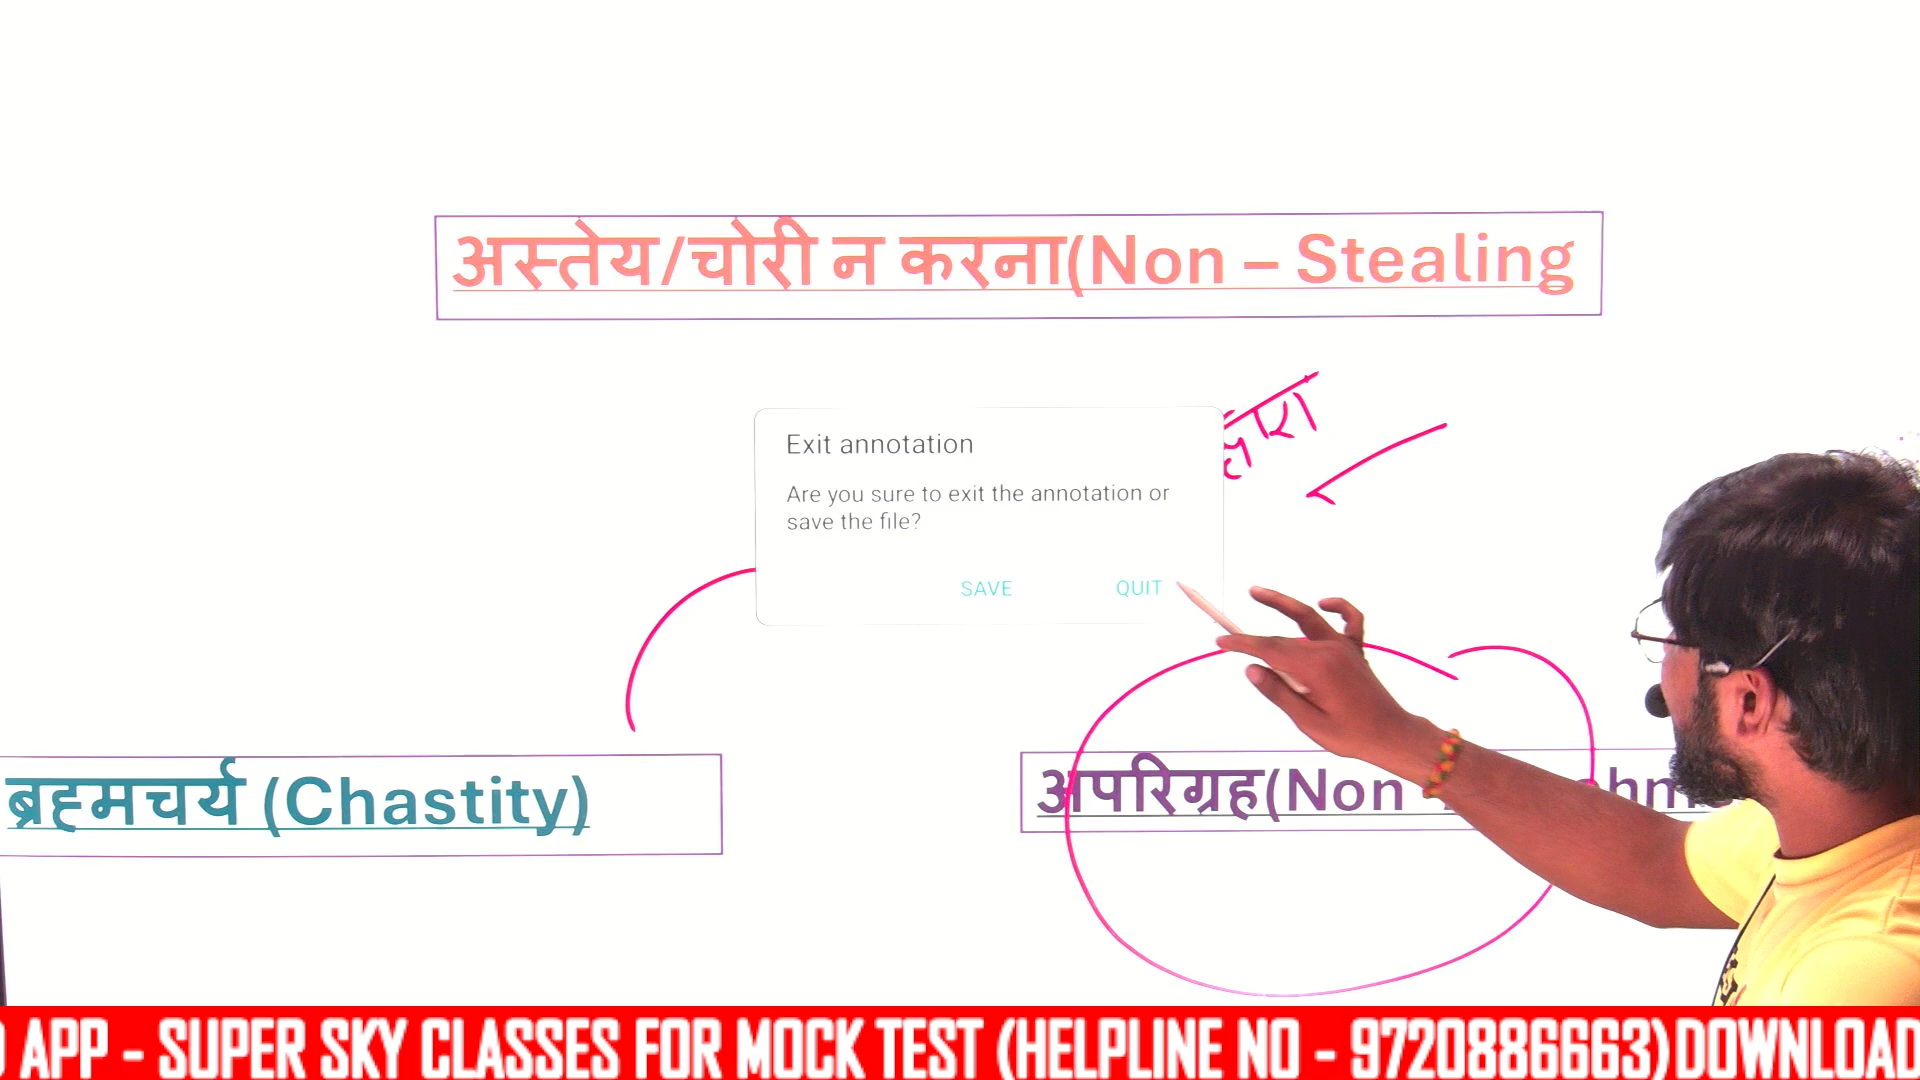 अस्तेय/चोरी न करना(Non – Stealing
Exit annotation
Are you sure to exit the annotation or
save the file?
SAVE QUIT
ब्रह्मचर्य (Chastity)
अपरिग्रह(Non
APP - SUPER SKY CLASSES FOR MOCK TEST (HELPLINE NO - 9720886663) DOWNLOAD